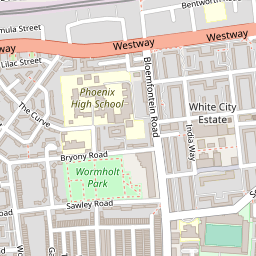 Bentworth Road
mula Street
Westway
Westway
Lilac Street
Phoenix
High School
The Curve
Bloemfontein Road
White City
Estate
India Way
Bryony Road
Wormholt
Park
Sawley Road